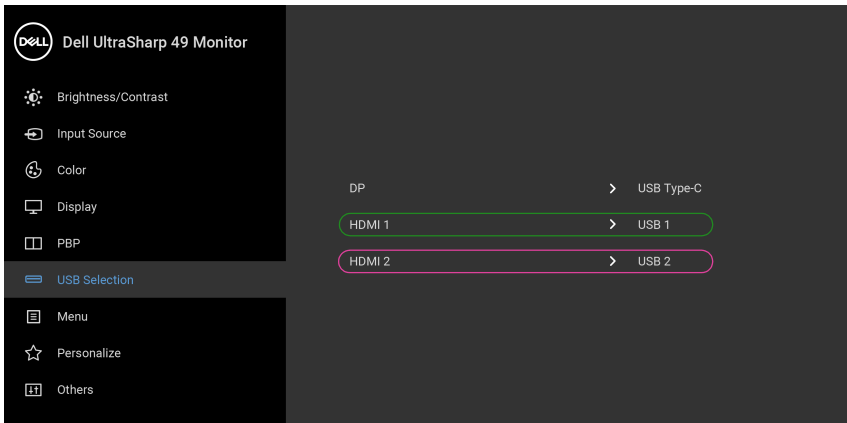 DELL
Dell UltraSharp 49 Monitor
Brightness/Contrast
Input Source
Color
Display
PBP
USB Selection
Menu
Personalize
Others
DP USB Type-C
HDMI 1 USB 1
HDMI 2 USB 2